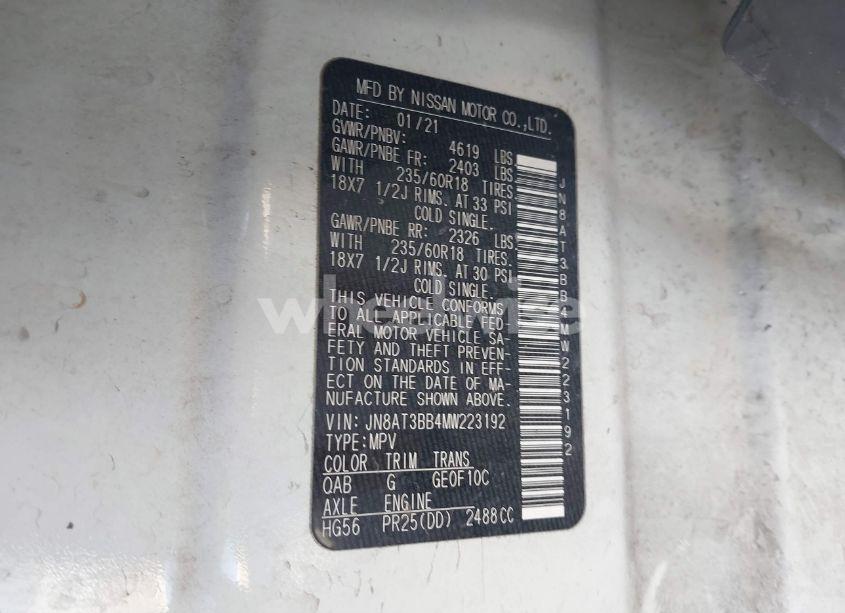 MFD BY NISSAN MOTOR CO.,LTD.
DATE: 01/21
GVWR/PNBV: 4619 LBS
GAWR/PNBE FR: 2403 LBS
WITH 235/60R18 TIRES
18X7 1/2J RIMS. AT 33 PSI
COLD SINGLE.
GAWR/PNBE RR: 2326 LBS
WITH 235/60R18 TIRES.
18X7 1/2J RIMS. AT 30 PSI
COLD SINGLE.
THIS VEHICLE CONFORMS
TO ALL APPLICABLE FED
ERAL MOTOR VEHICLE SA-
FETY AND THEFT PREVEN-
TION STANDARDS IN EFF-
ECT ON THE DATE OF MA-
NUFACTURE SHOWN ABOVE.
VIN: JN8AT3BB4MW223192
TYPE:MPV
COLOR TRIM TRANS
QAB G GEOF10C
AXLE ENGINE
HG56 PR25(DD) 2488CC
JN8AT3BB4MW223192